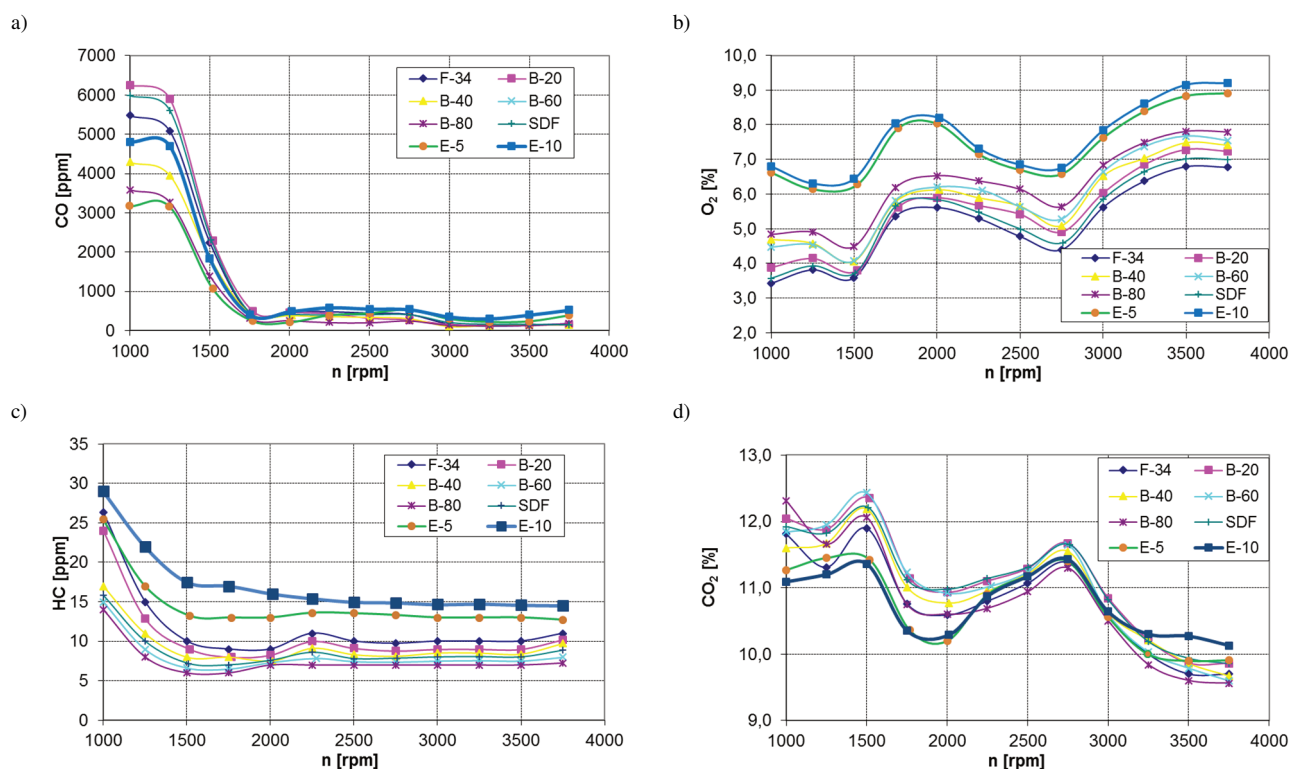 a)
CO [ppm]
7000
6000
5000
4000
3000
2000
1000
0
F-34 B-20
B-40 B-60
B-80 SDF
E-5 E-10
1000 1500 2000 2500 3000 3500 4000
n [rpm]
b)
O2 [%]
10,0
9,0
8,0
7,0
6,0
5,0
4,0
3,0
2,0
F-34 B-20
B-40 B-60
B-80 SDF
E-5 E-10
1000 1500 2000 2500 3000 3500 4000
n [rpm]
c)
HC [ppm]
35
30
25
20
15
10
5
0
F-34 B-20
B-40 B-60
B-80 SDF
E-5 E-10
1000 1500 2000 2500 3000 3500 4000
n [rpm]
d)
CO2 [%]
13,0
12,0
11,0
10,0
9,0
F-34 B-20
B-40 B-60
B-80 SDF
E-5 E-10
1000 1500 2000 2500 3000 3500 4000
n [rpm]